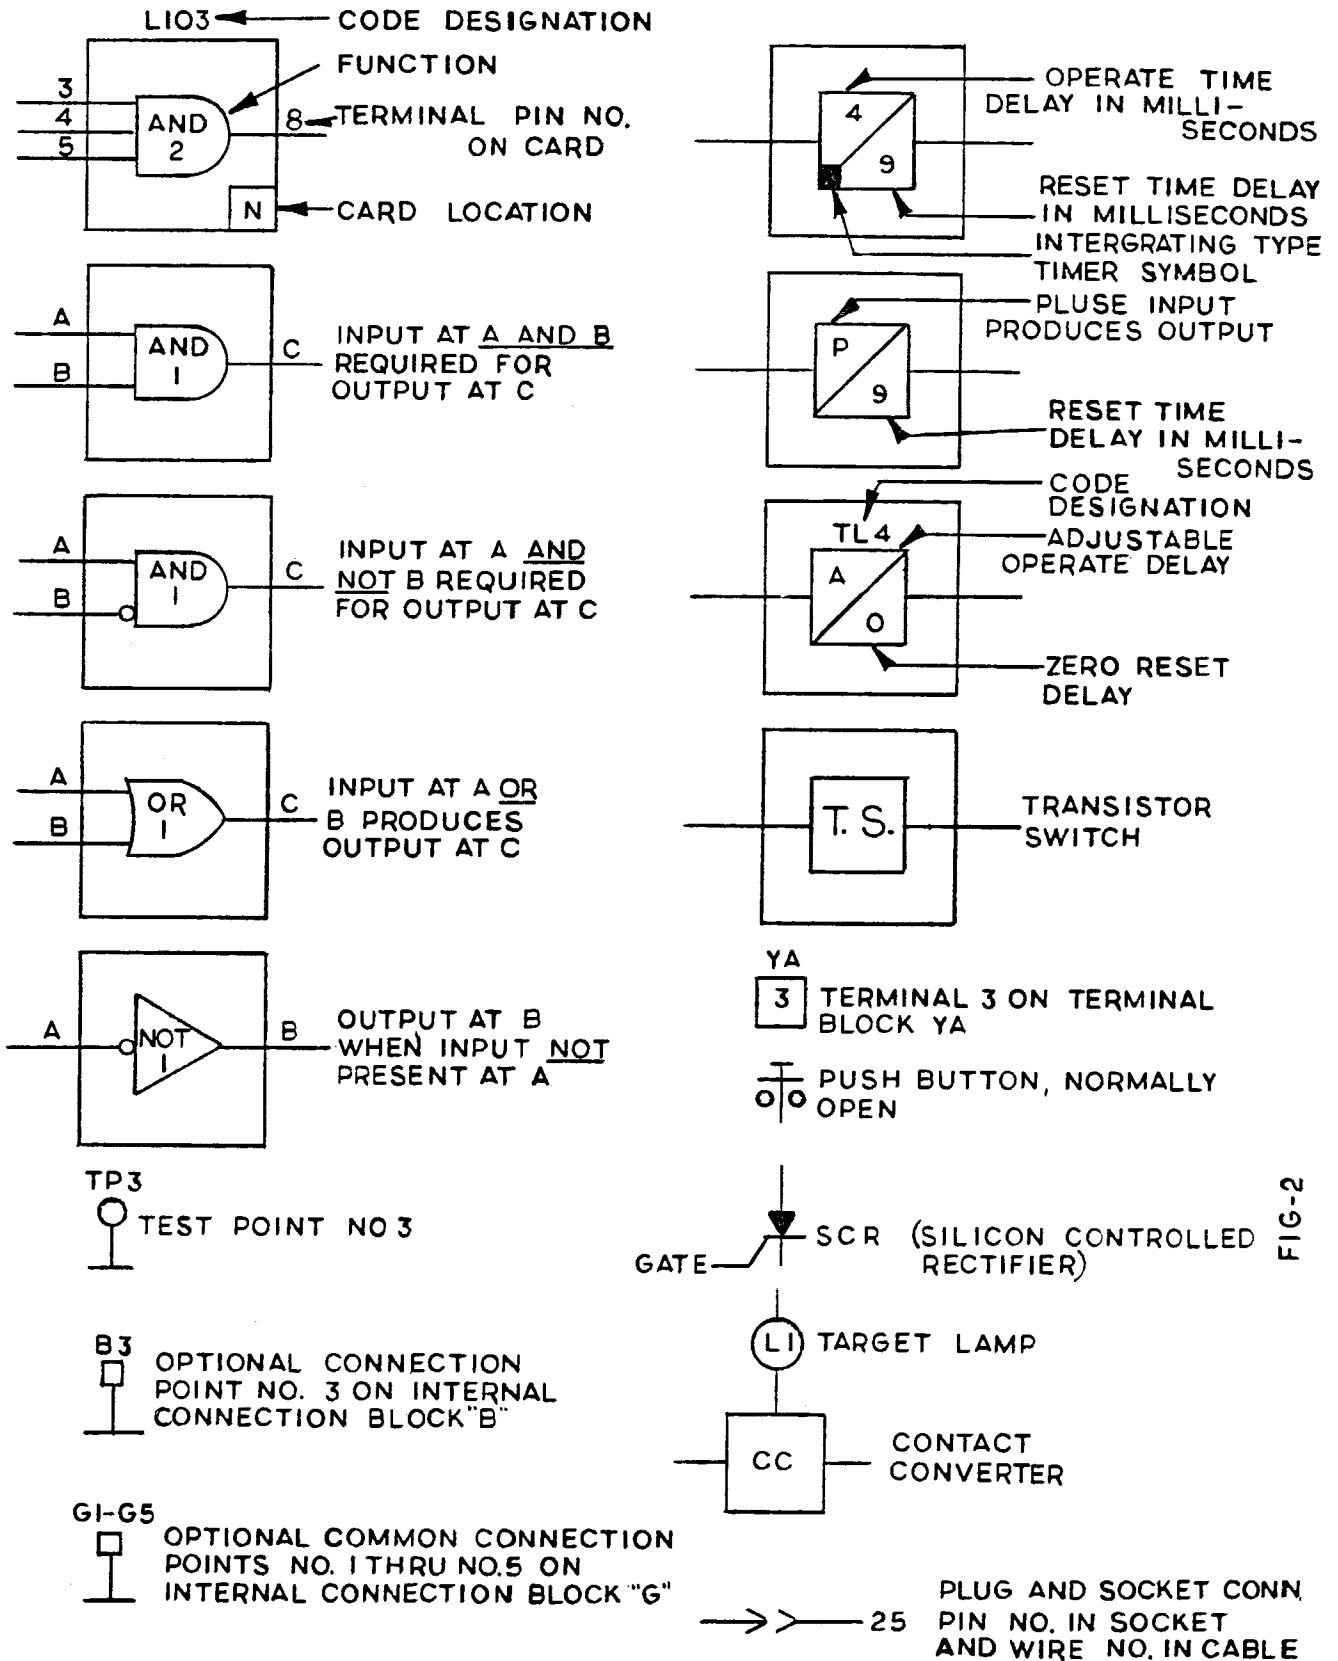 L103
CODE DESIGNATION
FUNCTION
3
4
5
AND
2
8
TERMINAL PIN NO.
ON CARD
N
CARD LOCATION
A
B
AND
1
C
INPUT AT A AND B
REQUIRED FOR
OUTPUT AT C
A
B
AND
1
C
INPUT AT A AND
NOT B REQUIRED
FOR OUTPUT AT C
A
B
OR
1
C
INPUT AT A OR
B PRODUCES
OUTPUT AT C
A
NOT
1
B
OUTPUT AT B
WHEN INPUT NOT
PRESENT AT A
TP3
TEST POINT NO 3
B3
OPTIONAL CONNECTION
POINT NO. 3 ON INTERNAL
CONNECTION BLOCK "B"
G1-G5
OPTIONAL COMMON CONNECTION
POINTS NO. 1 THRU NO. 5 ON
INTERNAL CONNECTION BLOCK "G"
4
9
OPERATE TIME
DELAY IN MILLI-
SECONDS
RESET TIME DELAY
IN MILLISECONDS
INTERGRATING TYPE
TIMER SYMBOL
P
9
PLUSE INPUT
PRODUCES OUTPUT
RESET TIME
DELAY IN MILLI-
SECONDS
CODE
DESIGNATION
TL4
A
O
ADJUSTABLE
OPERATE DELAY
ZERO RESET
DELAY
T. S.
TRANSISTOR
SWITCH
YA
3
TERMINAL 3 ON TERMINAL
BLOCK YA
PUSH BUTTON, NORMALLY
OPEN
SCR (SILICON CONTROLLED
RECTIFIER)
GATE
L1
TARGET LAMP
CC
CONTACT
CONVERTER
25
PLUG AND SOCKET CONN.
PIN NO. IN SOCKET
AND WIRE NO. IN CABLE
FIG-2